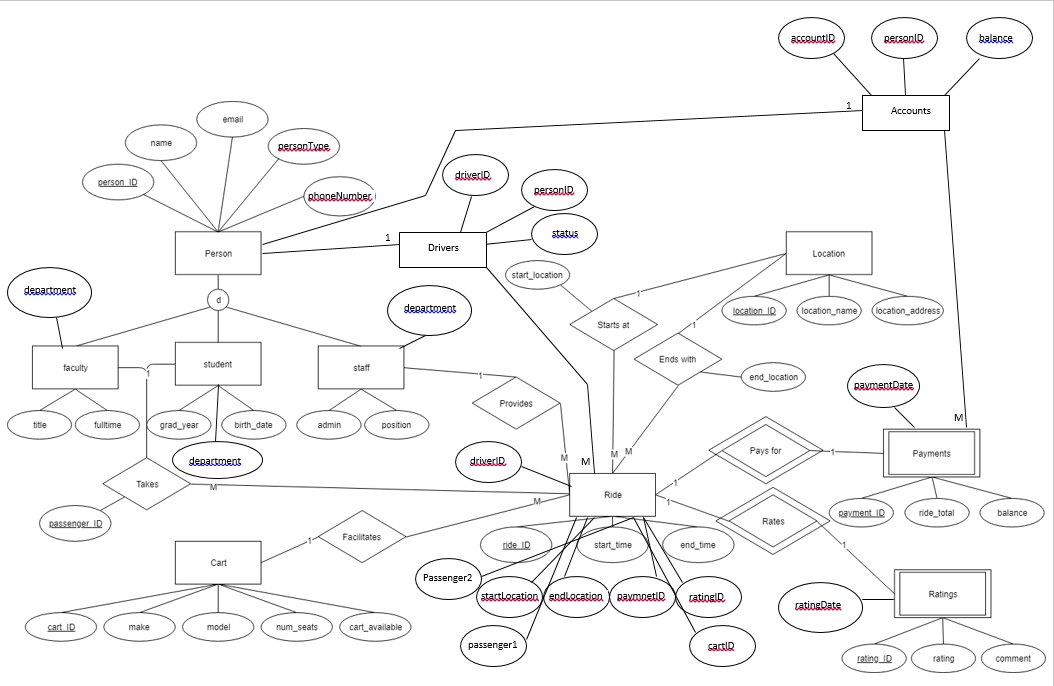 accountID
personID
balance
1
Accounts
email
name
personType
person_ID
phoneNumber
driverID
personID
status
1
Person
Drivers
Location
start_location
d
department
department
1
Starts at
location_ID
location_name
location_address
1
Ends with
end_location
faculty
1
student
staff
1
Provides
paymentDate
M
title
fulltime
grad_year
birth_date
admin
position
department
M
M
M
M
Pays for
1
Payments
driverID
Takes
M
1
Ride
1
M
passenger_ID
Facilitates
1
Rates
payment_ID
ride_total
balance
ride_ID
start_time
end_time
1
Cart
Passenger2
startLocation
endLocation
paymnetID
ratingID
ratingDate
Ratings
cart_ID
make
model
num_seats
cart_available
passenger1
cartID
rating_ID
rating
comment